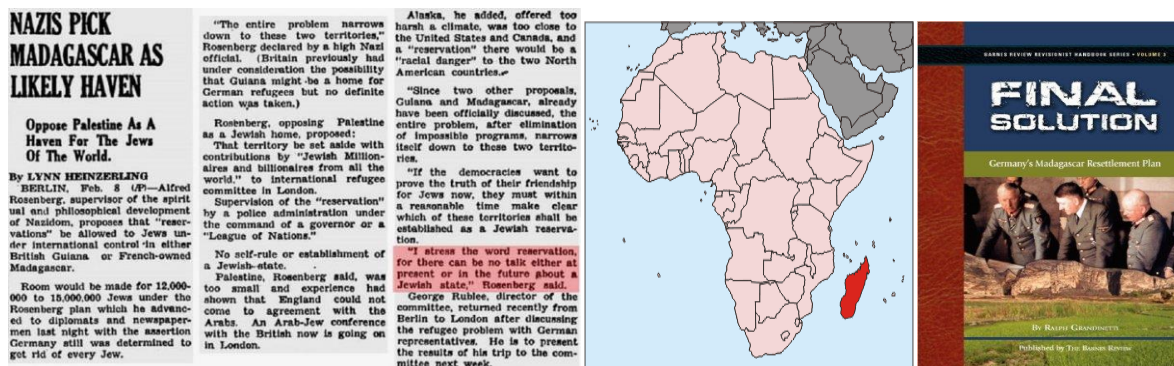 NAZIS PICK
MADAGASCAR AS
LIKELY HAVEN
Oppose Palestine As A
Haven For The Jews
Of The World.
By LYNN HEINZERLING
BERLIN, Feb. 8 (/P)—Alfred
Rosenberg, supervisor of the spirit
ual and philosophical development
of Nazidom, proposes that "reser-
vations" be allowed to Jews un-
der international control in either
British Guiana or French-owned
Madagascar.
Room would be made for 12,000-
000 to 15,000,000 Jews under the
Rosenberg plan which he advanc-
ed to diplomats and newspaper-
men last night with the assertion
Germany still was determined to
get rid of every Jew.
"The entire problem narrows
down to these two territories,"
Rosenberg declared by a high Nazi
official. (Britain previously had
under consideration the possibility
that Guiana might be a home for
German refugees but no definite
action was taken.)
Rosenberg, opposing Palestine
as a Jewish home, proposed:
That territory be set aside with
contributions by "Jewish Million-
aires and billionaires from all the
world," to international refugee
committee in London.
Supervision of the "reservation"
by a police administration under
the command of a governor or a
"League of Nations."
No self-rule or establishment of
a Jewish state.
Palestine, Rosenberg said, was
too small and experience had
shown that England could not
come to agreement with the
Arabs. An Arab-Jew conference
with the British now is going on
in London.
Alaska, he added, offered too
harsh a climate, was too close to
the United States and Canada, and
a "reservation" there would be a
"racial danger" to the two North
American countries.
"Since two other proposals,
Guiana and Madagascar, already
have been officially discussed, the
entire problem, after elimination
of impossible programs, narrows
itself down to these two territo-
ries.
"If the democracies want to
prove the truth of their friendship
for Jews now, they must within
a reasonable time make clear
which of these territories shall be
established as a Jewish reserva-
tion.
"I stress the word reservation,
for there can be no talk either at
present or in the future about a
Jewish state," Rosenberg said.
George Rublee, director of the
committee, returned recently from
Berlin to London after discussing
the refugee problem with German
representatives. He is to present
the results of his trip to the com-
mittee next week.
BARNES REVIEW REVISIONIST HANDBOOK SERIES • VOLUME 2
FINAL
SOLUTION
Germany's Madagascar Resettlement Plan
BY RALPH GRANDINETTI
Published by THE BARNES REVIEW